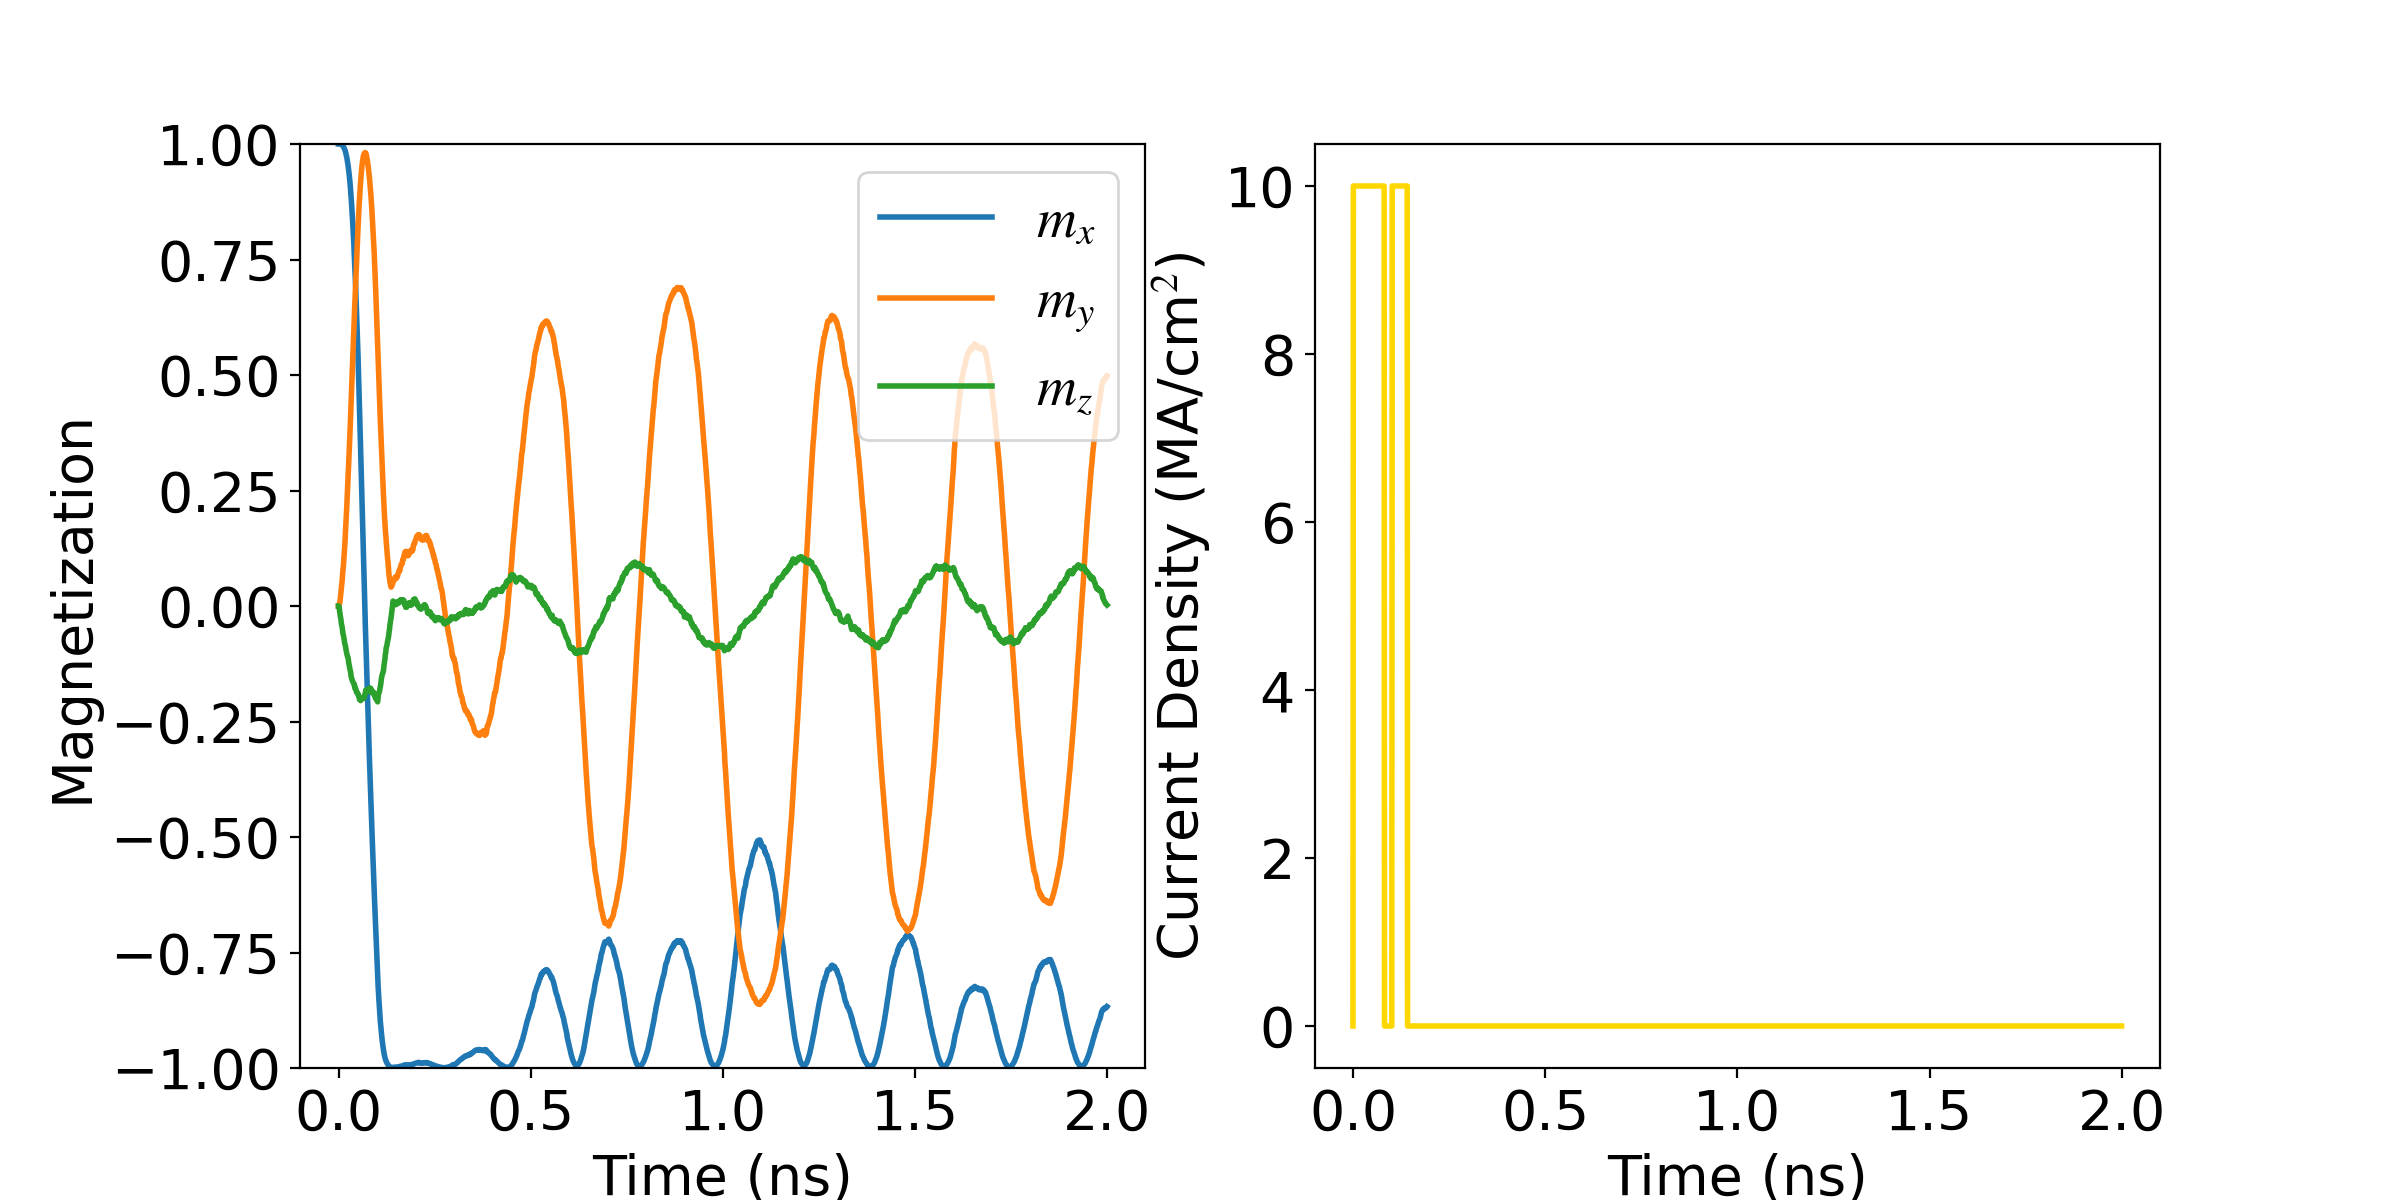 1.00
0.75
0.50
0.25
0.00
−0.25
−0.50
−0.75
−1.00
Magnetization
0.0 0.5 1.0 1.5 2.0
Time (ns)
m_x
m_y
m_z
10
8
6
4
2
0
Current Density (MA/cm²)
0.0 0.5 1.0 1.5 2.0
Time (ns)